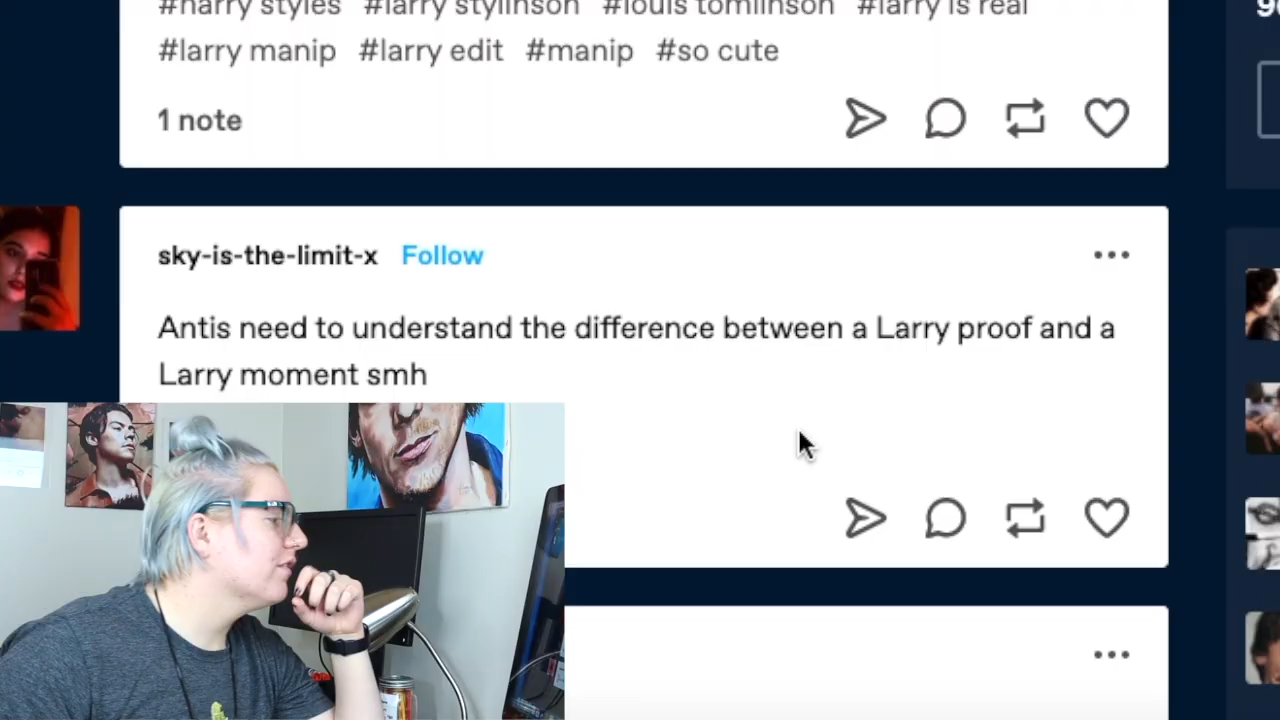 #harry styles #larry stylinson #louis tomlinson #larry is real
#larry manip #larry edit #manip #so cute
1 note
sky-is-the-limit-x Follow
Antis need to understand the difference between a Larry proof and a
Larry moment smh